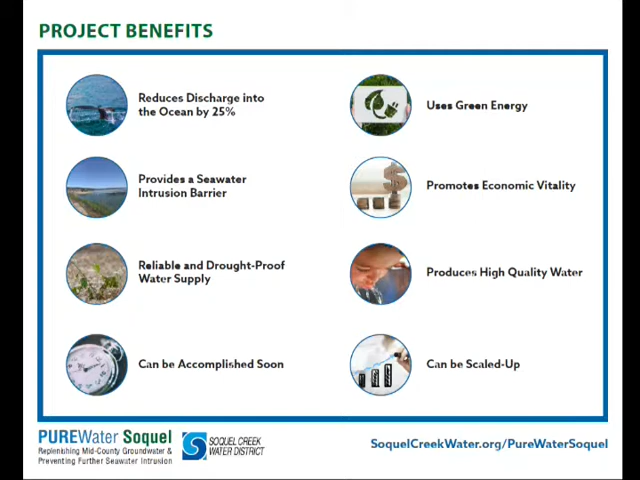 PROJECT BENEFITS
Reduces Discharge into
the Ocean by 25%
Provides a Seawater
Intrusion Barrier
Reliable and Drought-Proof
Water Supply
Can be Accomplished Soon
Uses Green Energy
Promotes Economic Vitality
Produces High Quality Water
Can be Scaled-Up
PUREWater Soquel
Replenishing Mid-County Groundwater &
Preventing Further Seawater Intrusion
SOQUEL CREEK
WATER DISTRICT
SoquelCreekWater.org/PureWaterSoquel